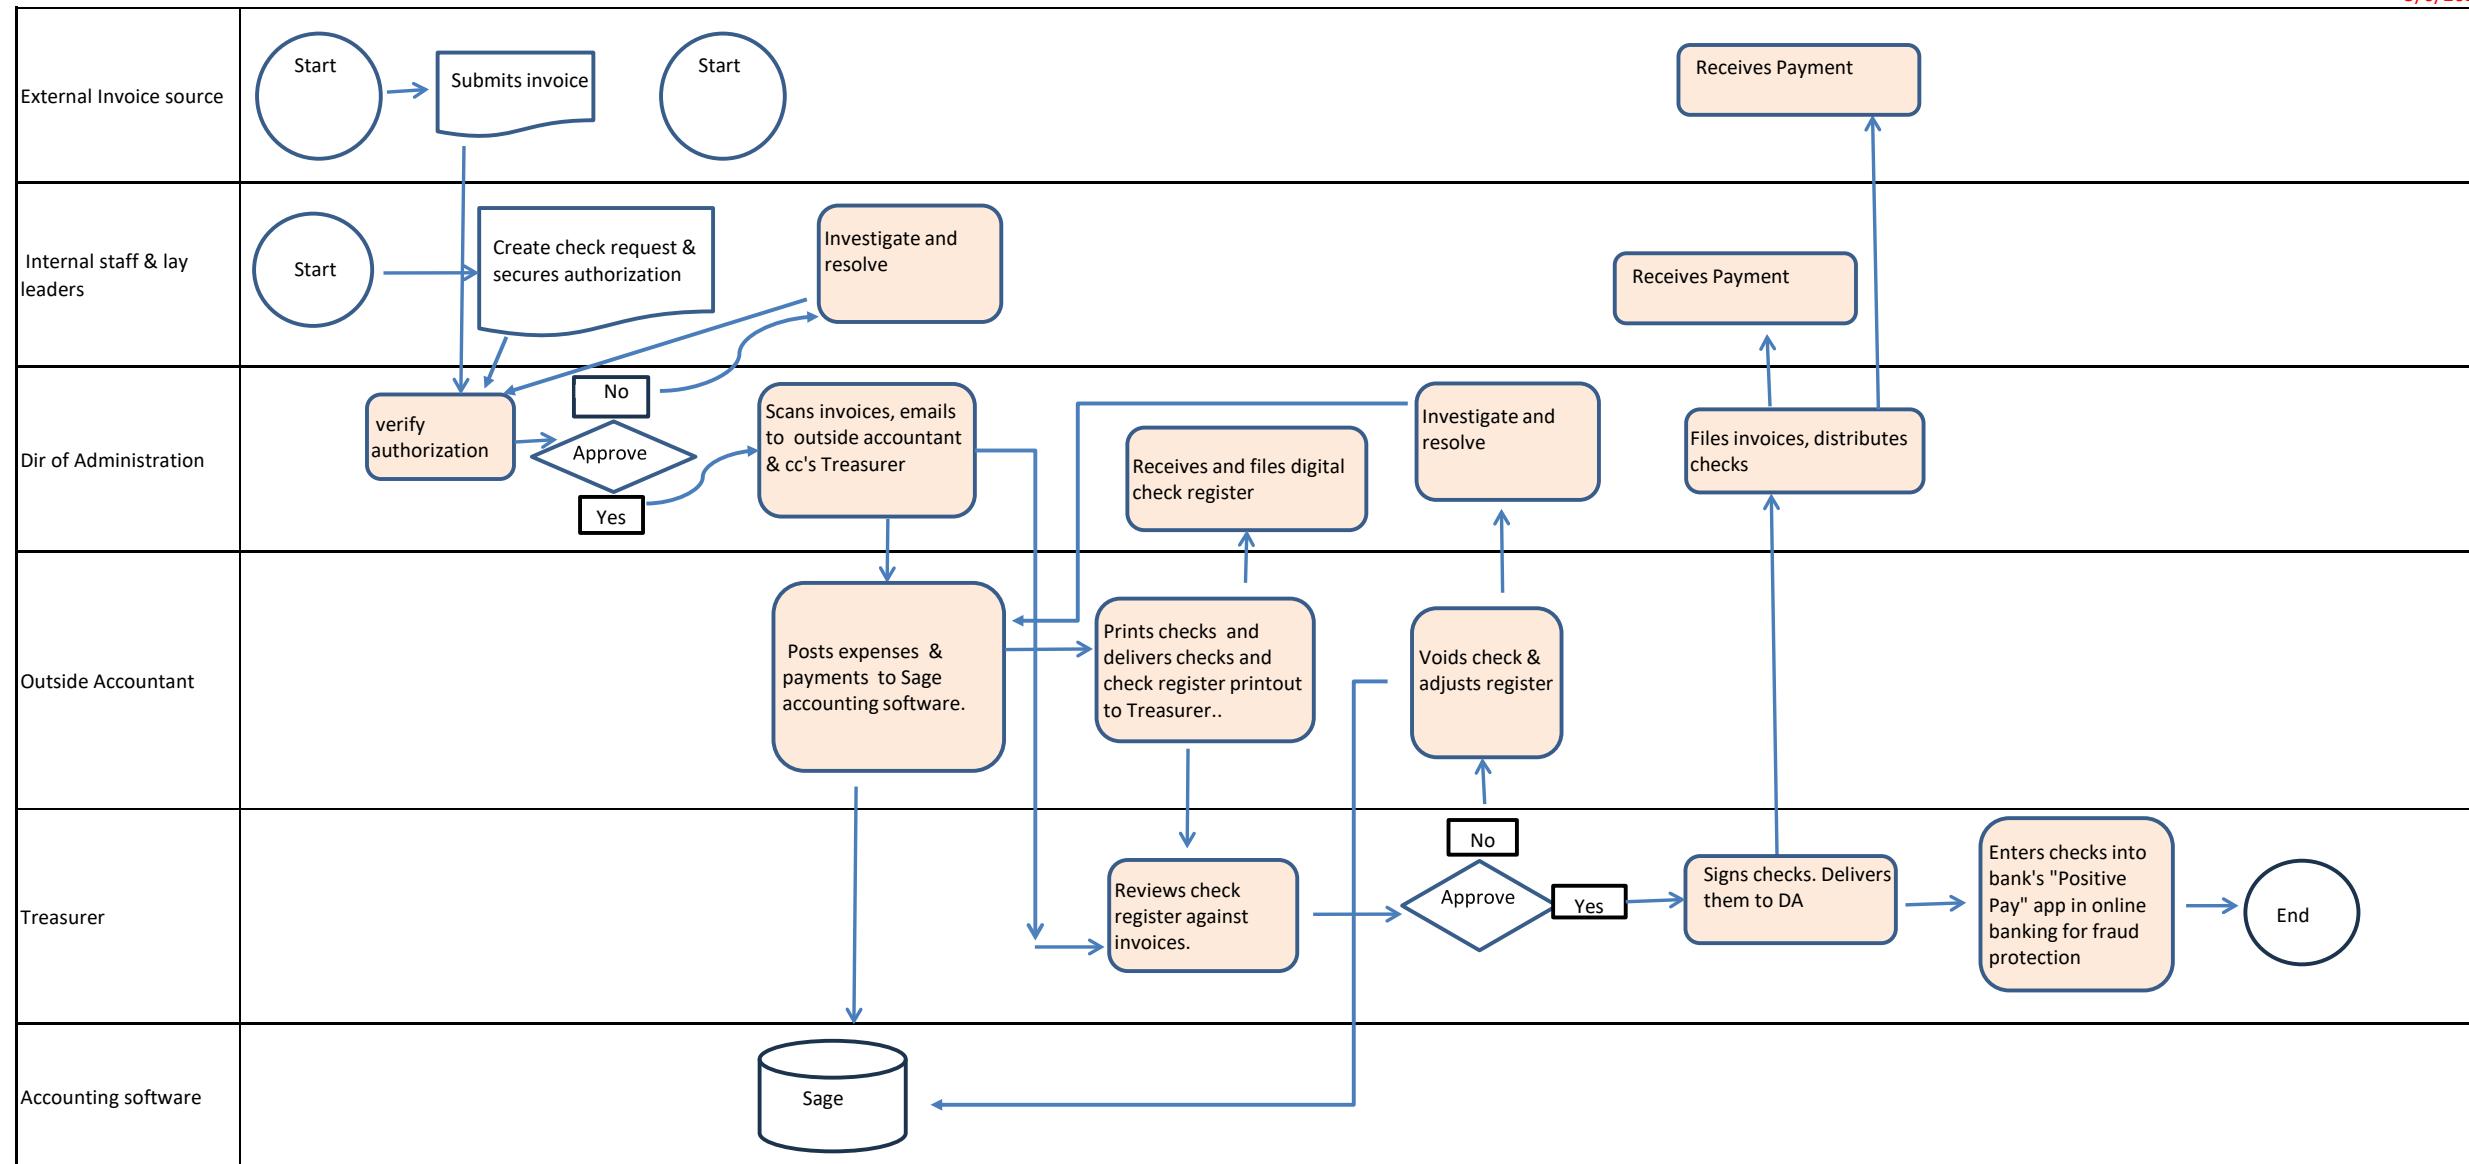 External Invoice source
Start
Submits invoice
Start
Receives Payment
Internal staff & lay
leaders
Start
Create check request &
secures authorization
Investigate and
resolve
Receives Payment
Dir of Administration
verify
authorization
No
Approve
Yes
Scans invoices, emails
to outside accountant
& cc's Treasurer
Receives and files digital
check register
Investigate and
resolve
Files invoices, distributes
checks
Outside Accountant
Posts expenses &
payments to Sage
accounting software.
Prints checks and
delivers checks and
check register printout
to Treasurer..
Voids check &
adjusts register
Treasurer
Reviews check
register against
invoices.
No
Approve
Yes
Signs checks. Delivers
them to DA
Enters checks into
bank's "Positive
Pay" app in online
banking for fraud
protection
End
Accounting software
Sage